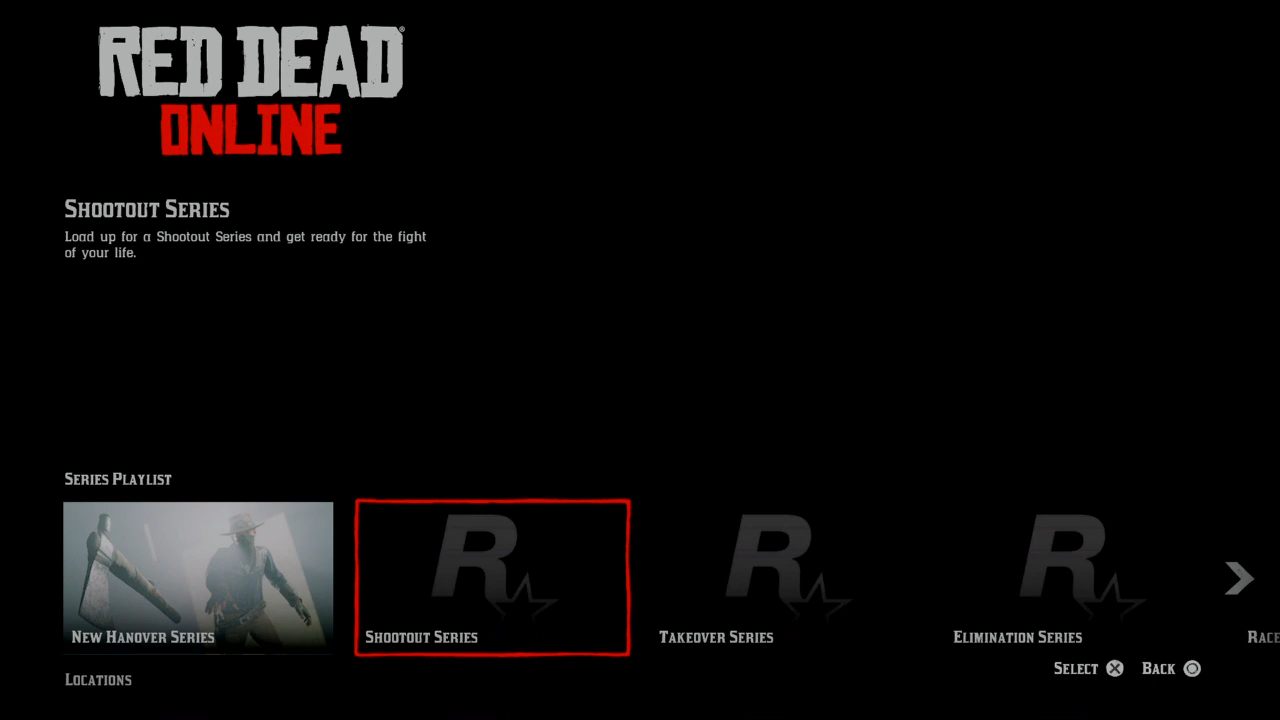 RED DEAD®
ONLINE
SHOOTOUT SERIES
Load up for a Shootout Series and get ready for the fight
of your life.
SERIES PLAYLIST
NEW HANOVER SERIES
SHOOTOUT SERIES
TAKEOVER SERIES
ELIMINATION SERIES
RACE
SELECT
BACK
LOCATIONS